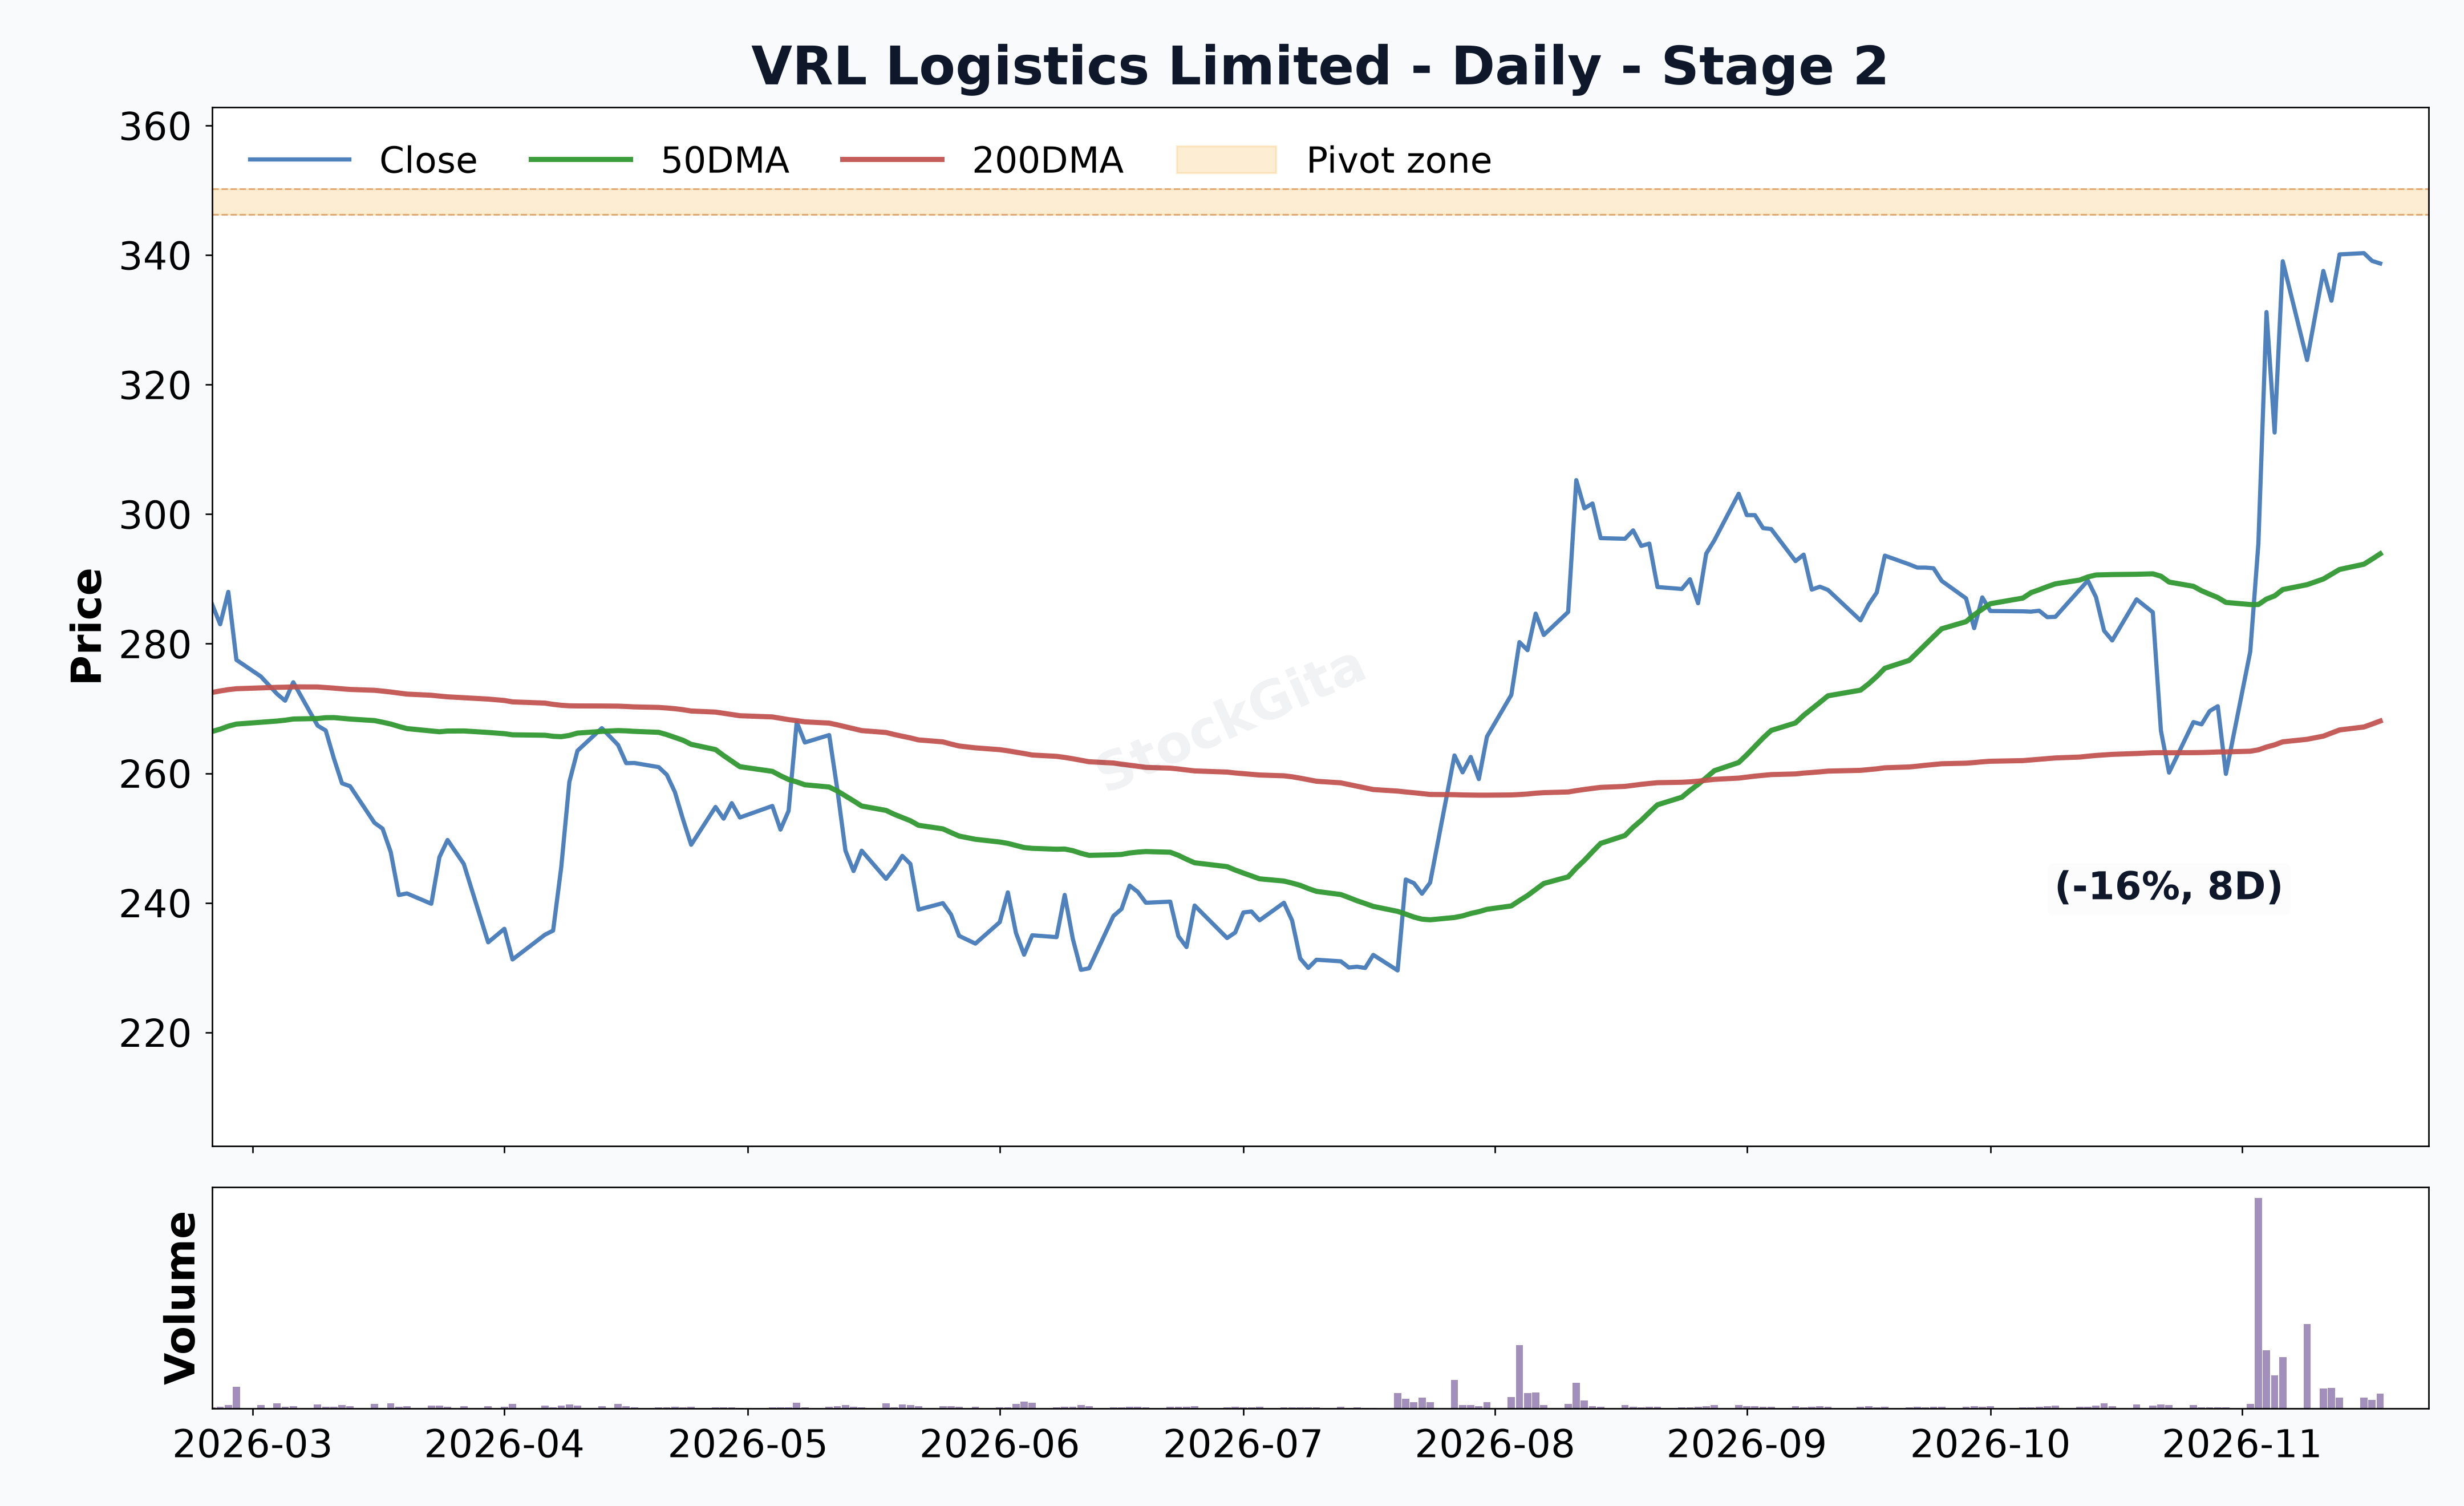 VRL Logistics Limited - Daily - Stage 2
Close 50DMA 200DMA Pivot zone
Price
360
340
320
300
280
260
240
220
StockGita
(-16%, 8D)
Volume
2026-03 2026-04 2026-05 2026-06 2026-07 2026-08 2026-09 2026-10 2026-11